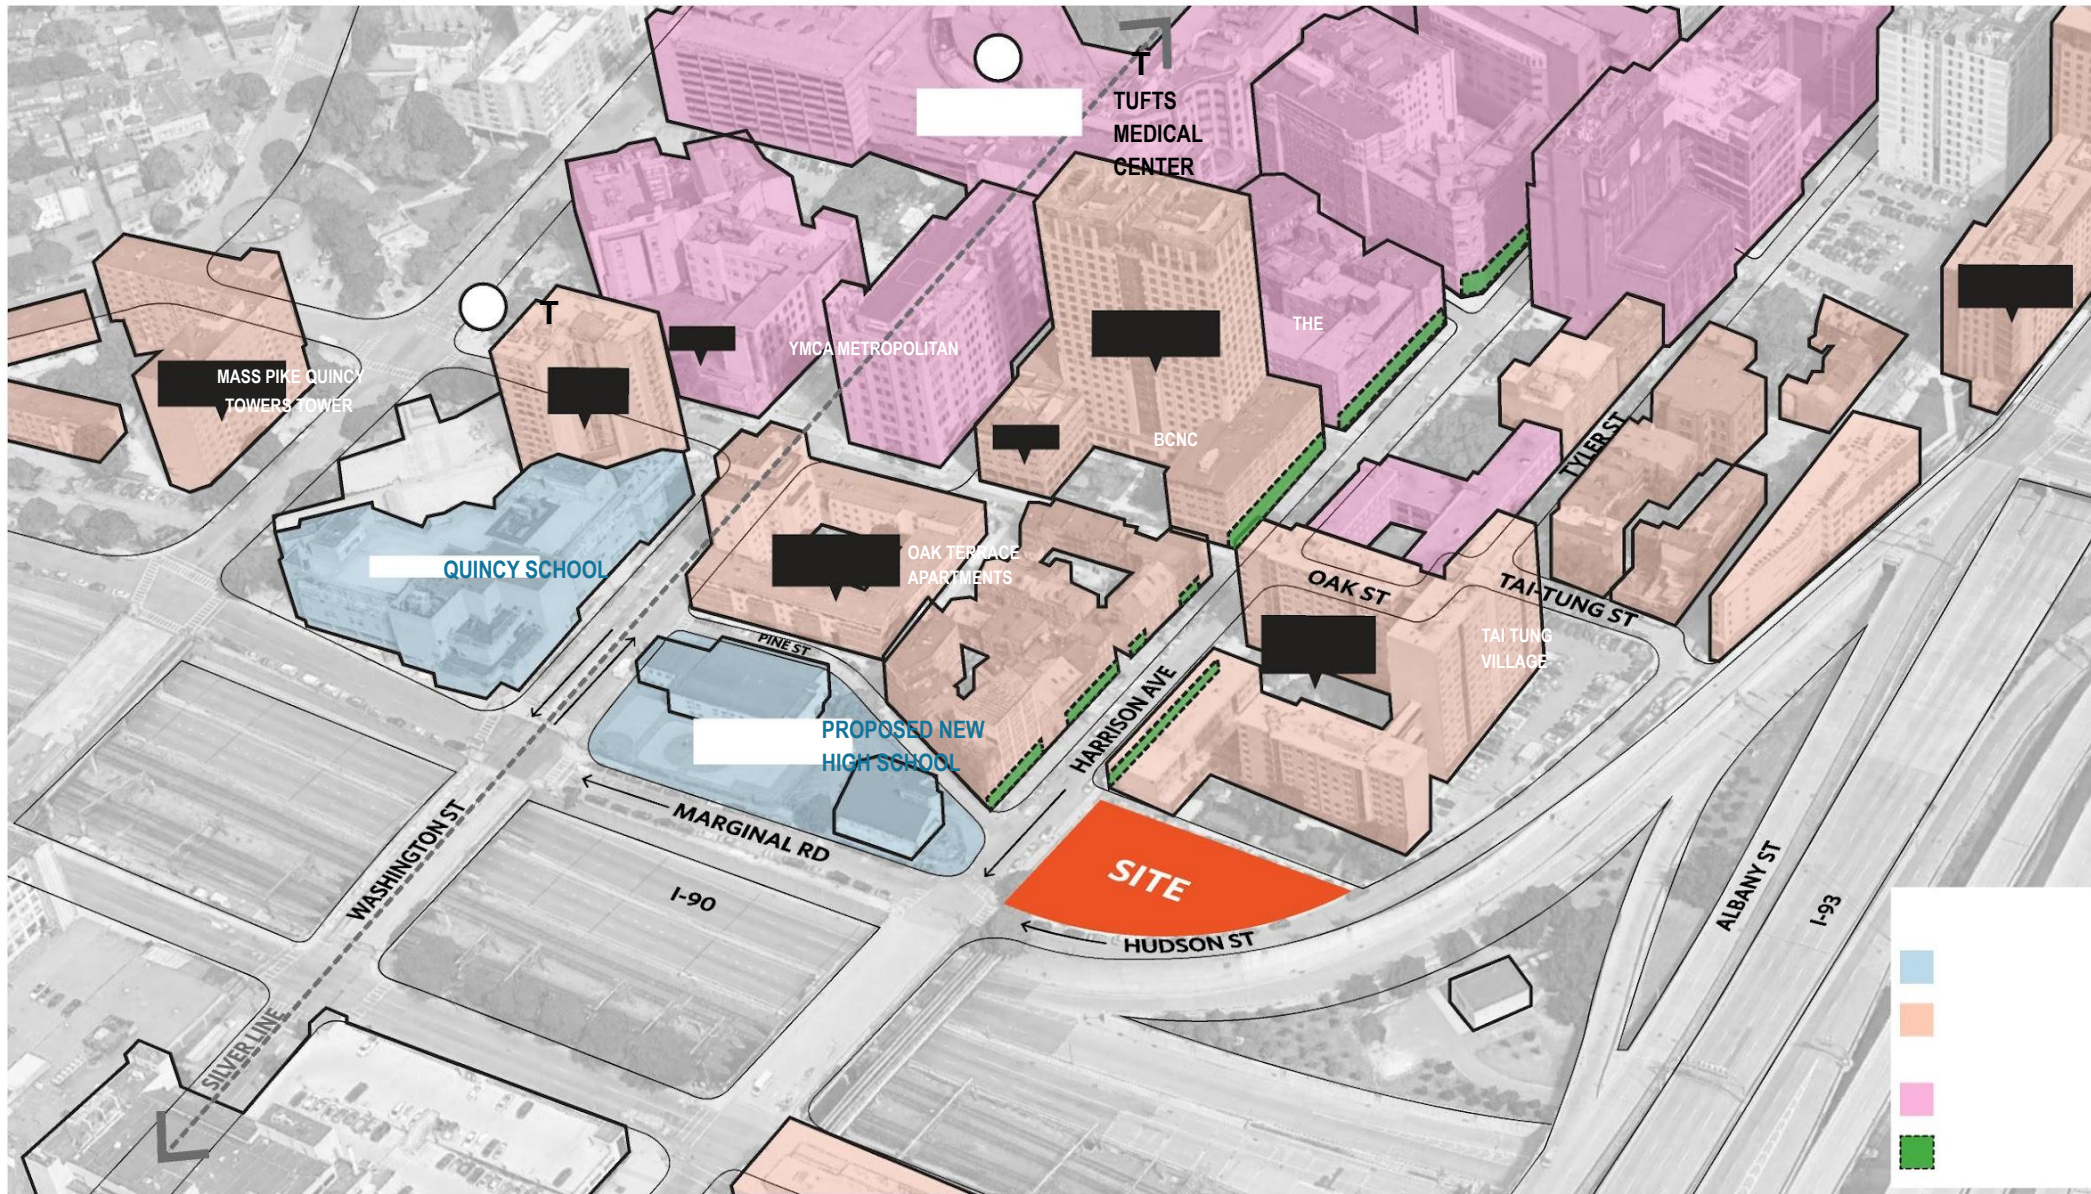 T
TUFTS
MEDICAL
CENTER
T
THE
YMCA METROPOLITAN
MASS PIKE QUINCY
TOWERS TOWER
BCNC
TYLER ST
QUINCY SCHOOL
OAK TERRACE
APARTMENTS
OAK ST
TAI-TUNG ST
TAI TUNG
VILLAGE
PINE ST
HARRISON AVE
PROPOSED NEW
HIGH SCHOOL
MARGINAL RD
WASHINGTON ST
SITE
I-90
HUDSON ST
ALBANY ST
I-93
SILVER LINE